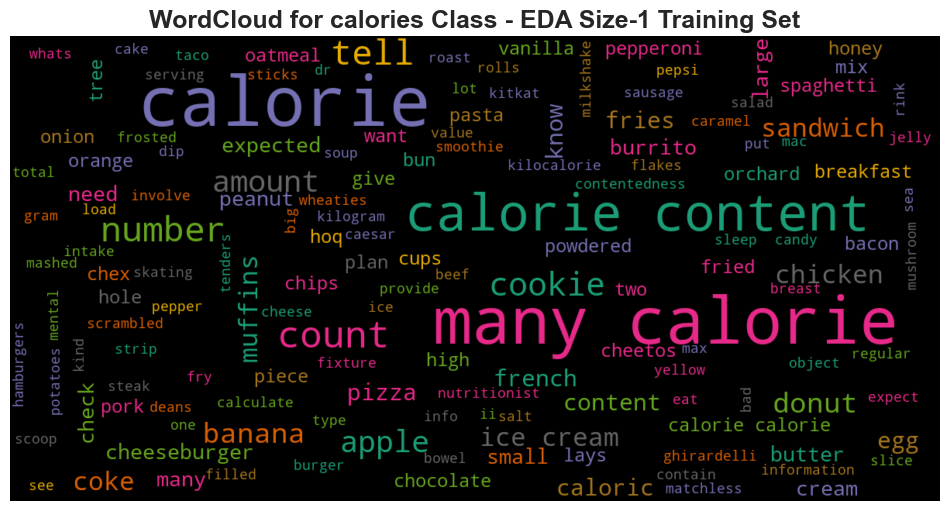 WordCloud for calories Class - EDA Size-1 Training Set
whats cake taco oatmeal tell roast vanilla pepperoni large honey
tree serving sticks dr rolls milkshake pepsi mix
calorie lot kitkat sausage spaghetti rink
onion frosted want pasta know fries salad caramel sandwich
expected value smoothie burrito put mac jelly
total orange dip soup bun kilocalorie flakes orchard breakfast
need involve amount peanut give contentedness sea
gram load wheaties calorie content
number big kilogram hoq caesar powdered sleep candy bacon mushroom
intake tenders cups
mashed chex skating plan beef fried chicken
hole muffins chips provide cookie two breast
mental pepper cheese ice many calorie
scrambled count
hamburgers potatoes kind strip fixture high cheetos max object regular
steak fry piece french yellow
check pork deans calculate pizza nutritionist content eat bad donut expect
one type info ii salt calorie calorie
scoop banana apple ice cream egg
cheeseburger burger bowel small lays ghirardelli butter slice
see coke many filled chocolate caloric contain information
matchless cream